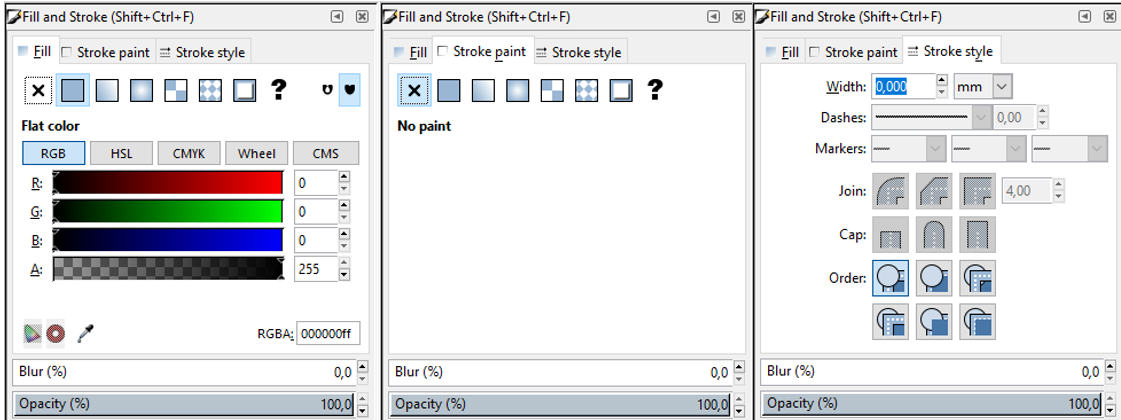 Fill and Stroke (Shift+Ctrl+F)
Fill
Stroke paint
Stroke style
?
Flat color
RGB
HSL
CMYK
Wheel
CMS
R:
0
G:
0
B:
0
A:
255
RGBA:
000000ff
Blur (%)
0,0
Opacity (%)
100,0
Fill and Stroke (Shift+Ctrl+F)
Fill
Stroke paint
Stroke style
?
No paint
Blur (%)
0,0
Opacity (%)
100,0
Fill and Stroke (Shift+Ctrl+F)
Fill
Stroke paint
Stroke style
Width:
0,000
mm
Dashes:
0,00
Markers:
Join:
4,00
Cap:
Order:
Blur (%)
0,0
Opacity (%)
100,0